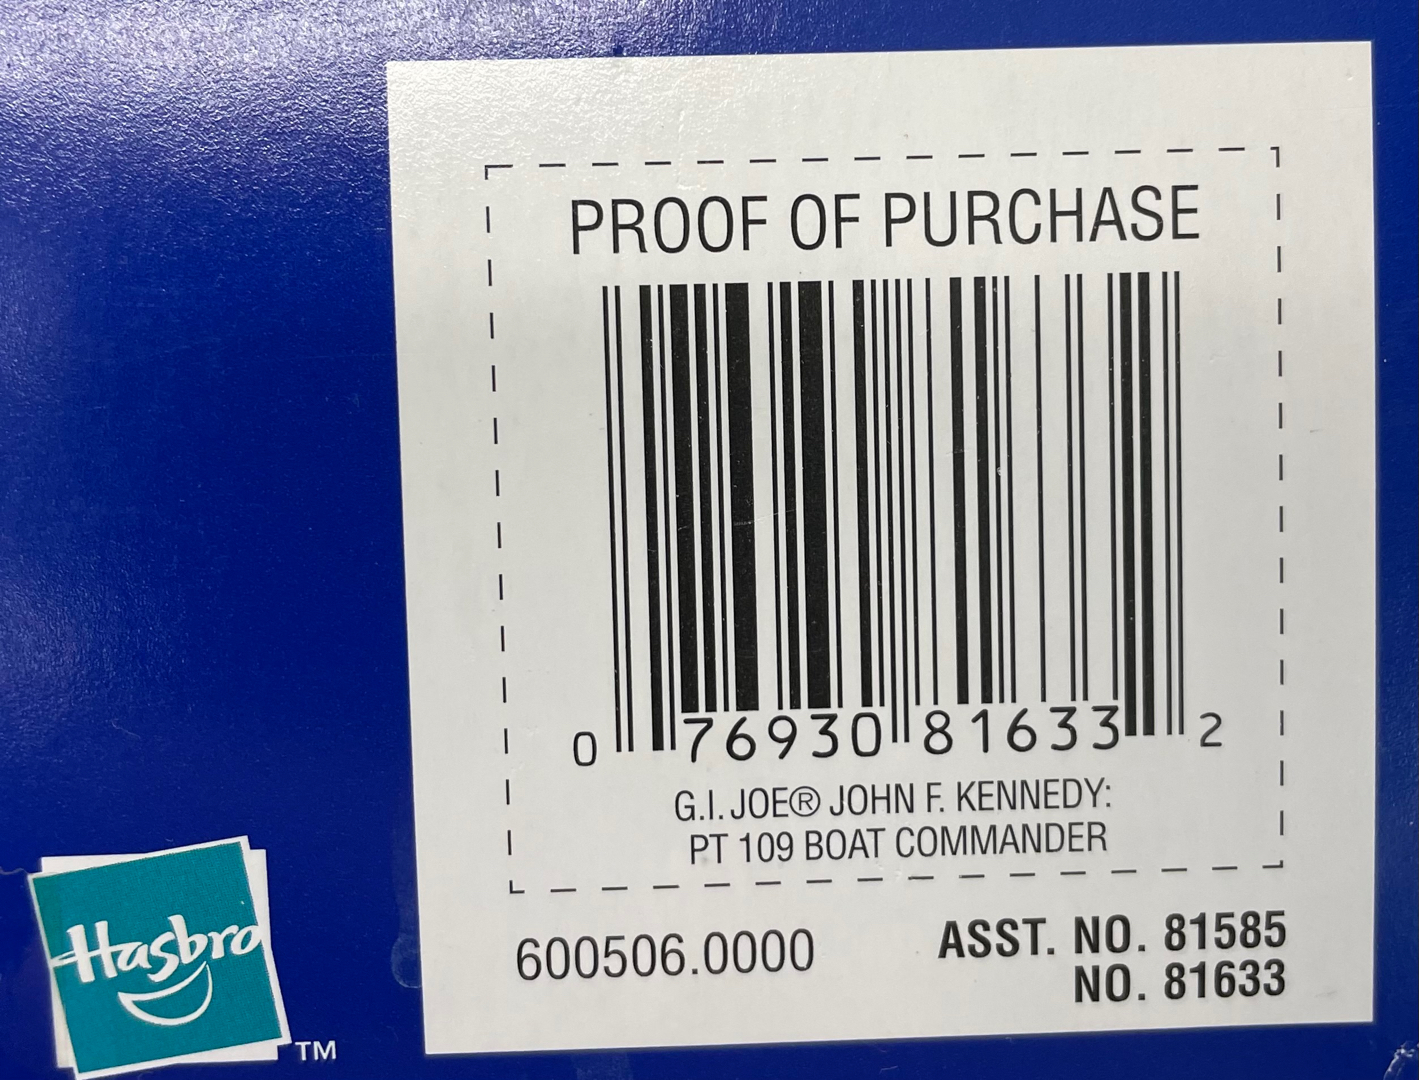 PROOF OF PURCHASE
0 76930 81633 2
G.I. JOE® JOHN F. KENNEDY:
PT 109 BOAT COMMANDER
600506.0000
ASST. NO. 81585
NO. 81633
Hasbro
TM